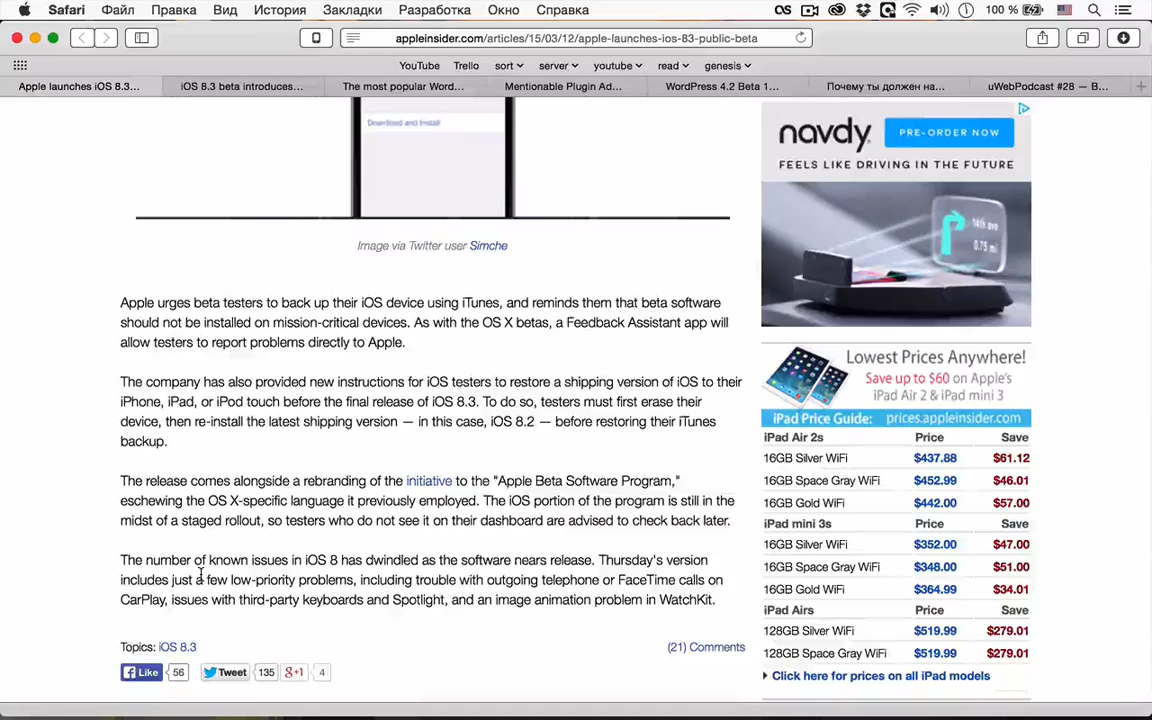 Safari Файл Правка Вид История Закладки Разработка Окно Справка 100 %
appleinsider.com/articles/15/03/12/apple-launches-ios-83-public-beta
YouTube Trello sort server youtube read genesis
Apple launches iOS 8.3... iOS 8.3 beta introduces... The most popular Word... Mentionable Plugin Ad... WordPress 4.2 Beta 1... Почему ты должен на... uWebPodcast #28 — В...
Download and Install
Image via Twitter user Simche
Apple urges beta testers to back up their iOS device using iTunes, and reminds them that beta software
should not be installed on mission-critical devices. As with the OS X betas, a Feedback Assistant app will
allow testers to report problems directly to Apple.
The company has also provided new instructions for iOS testers to restore a shipping version of iOS to their
iPhone, iPad, or iPod touch before the final release of iOS 8.3. To do so, testers must first erase their
device, then re-install the latest shipping version — in this case, iOS 8.2 — before restoring their iTunes
backup.
The release comes alongside a rebranding of the initiative to the "Apple Beta Software Program,"
eschewing the OS X-specific language it previously employed. The iOS portion of the program is still in the
midst of a staged rollout, so testers who do not see it on their dashboard are advised to check back later.
The number of known issues in iOS 8 has dwindled as the software nears release. Thursday's version
includes just a few low-priority problems, including trouble with outgoing telephone or FaceTime calls on
CarPlay, issues with third-party keyboards and Spotlight, and an image animation problem in WatchKit.
Topics: iOS 8.3 (21) Comments
Like 56 Tweet 135 g+1 4
navdy PRE-ORDER NOW
FEELS LIKE DRIVING IN THE FUTURE
14th ave
0.75 mi
Lowest Prices Anywhere!
Save up to $60 on Apple's
iPad Air 2 & iPad mini 3
iPad Price Guide: prices.appleinsider.com
iPad Air 2s Price Save
16GB Silver WiFi $437.88 $61.12
16GB Space Gray WiFi $452.99 $46.01
16GB Gold WiFi $442.00 $57.00
iPad mini 3s Price Save
16GB Silver WiFi $352.00 $47.00
16GB Space Gray WiFi $348.00 $51.00
16GB Gold WiFi $364.99 $34.01
iPad Airs Price Save
128GB Silver WiFi $519.99 $279.01
128GB Space Gray WiFi $519.99 $279.01
Click here for prices on all iPad models